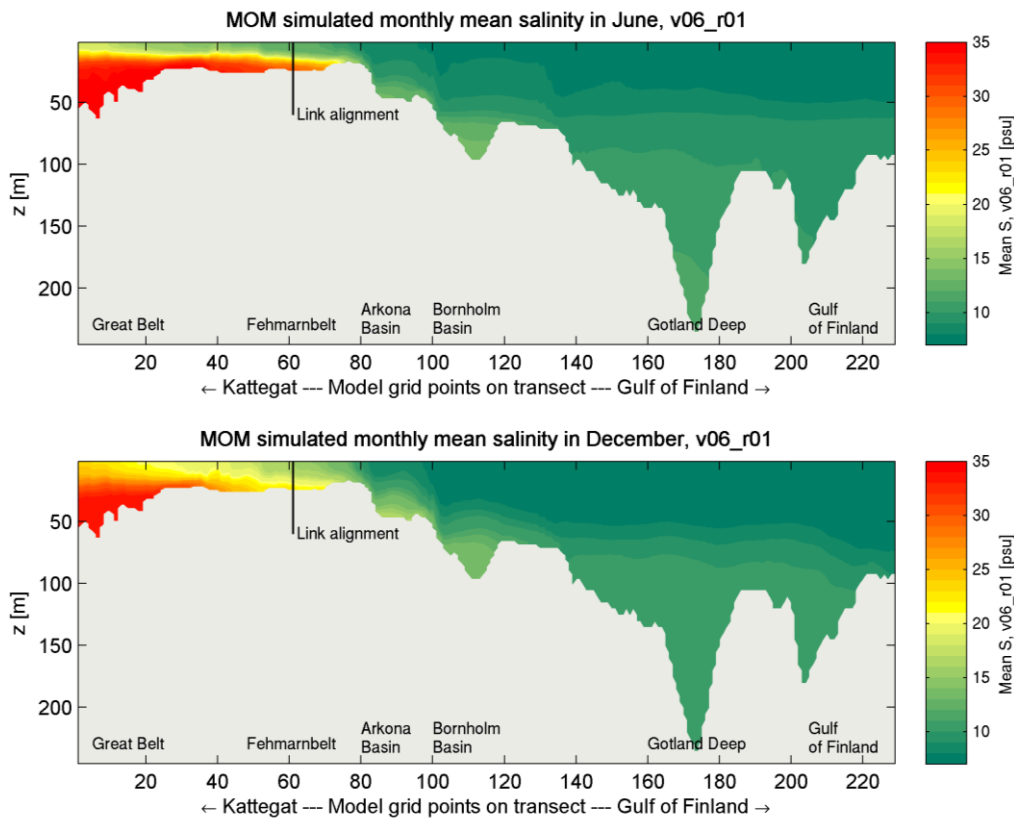 MOM simulated monthly mean salinity in June, v06_r01
50
100
150
200
z [m]
Link alignment
Great Belt
Fehmarnbelt
Arkona
Basin
Bornholm
Basin
Gotland Deep
Gulf
of Finland
20 40 60 80 100 120 140 160 180 200 220
← Kattegat --- Model grid points on transect --- Gulf of Finland →
35
30
25
20
15
10
Mean S, v06_r01 [psu]
MOM simulated monthly mean salinity in December, v06_r01
50
100
150
200
z [m]
Link alignment
Great Belt
Fehmarnbelt
Arkona
Basin
Bornholm
Basin
Gotland Deep
Gulf
of Finland
20 40 60 80 100 120 140 160 180 200 220
← Kattegat --- Model grid points on transect --- Gulf of Finland →
35
30
25
20
15
10
Mean S, v06_r01 [psu]